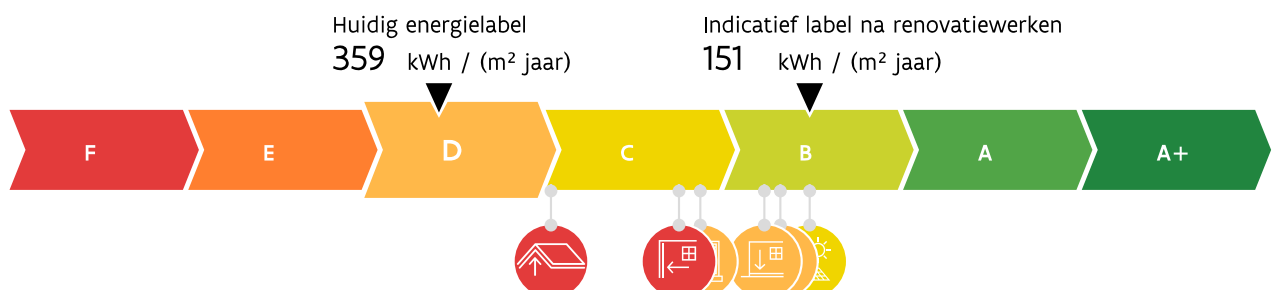 Huidig energielabel
359 kWh / (m² jaar)
Indicatief label na renovatiewerken
151 kWh / (m² jaar)
F E D C B A A+